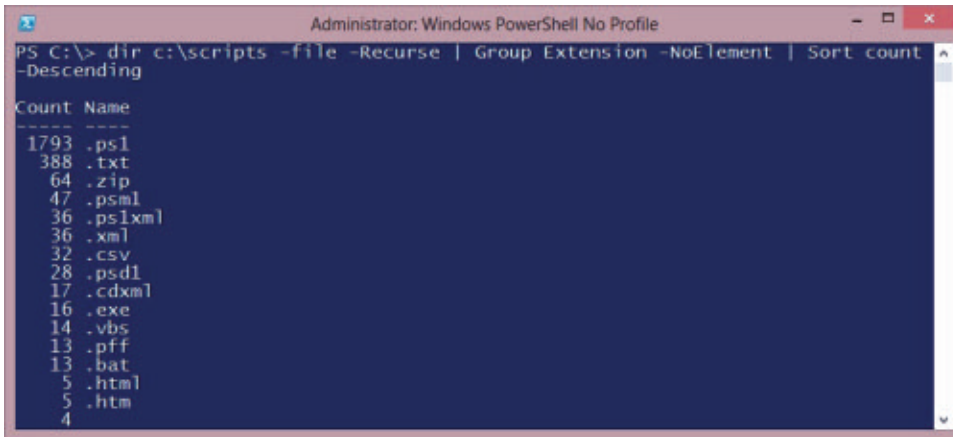 Administrator: Windows PowerShell No Profile
PS C:\> dir c:\scripts -file -Recurse | Group Extension -NoElement | Sort count
-Descending
Count Name
----- ----
1793 .ps1
388 .txt
64 .zip
47 .psm1
36 .ps1xml
36 .xml
32 .csv
28 .psd1
17 .cdxml
16 .exe
14 .vbs
13 .pff
13 .bat
5 .html
5 .htm
4